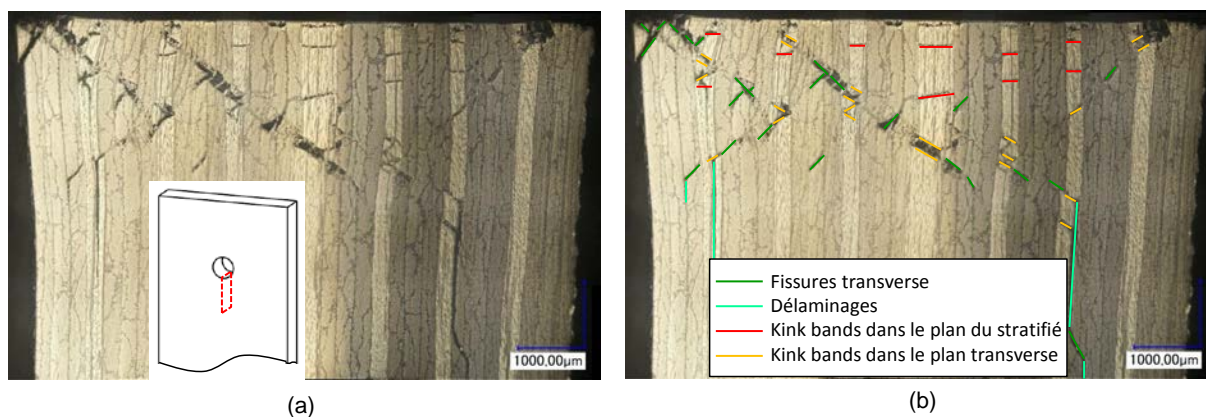 1000,00µm
(a)
Fissures transverse
Délaminages
Kink bands dans le plan du stratifié
Kink bands dans le plan transverse
1000,00µm
(b)